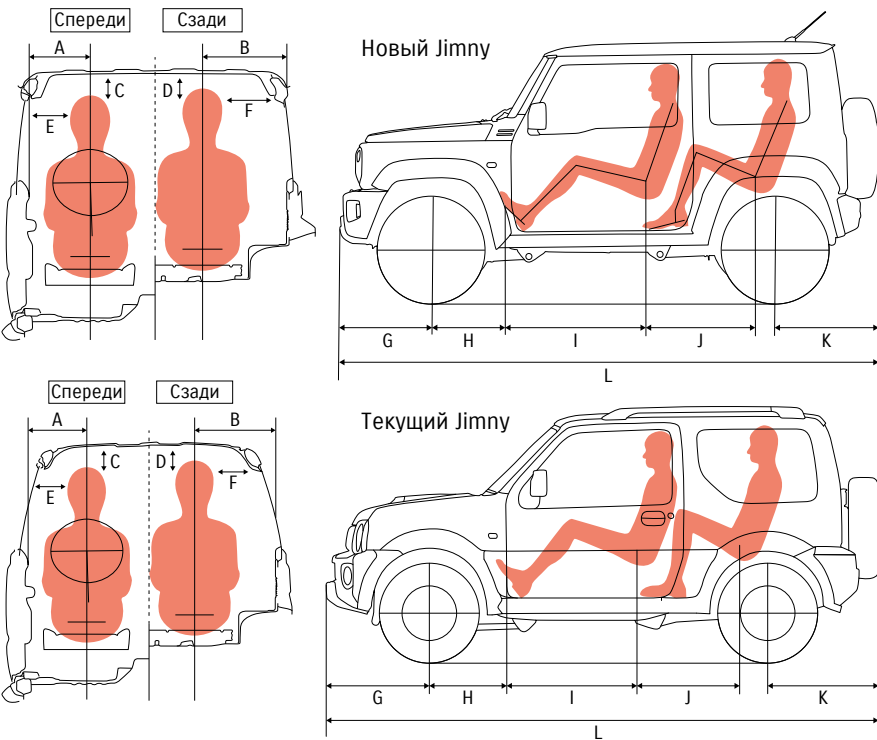 Спереди Сзади
A B
Новый Jimny
C D
E F
G H I J K
L
Спереди Сзади
A B
Текущий Jimny
C D
E F
G H I J K
L